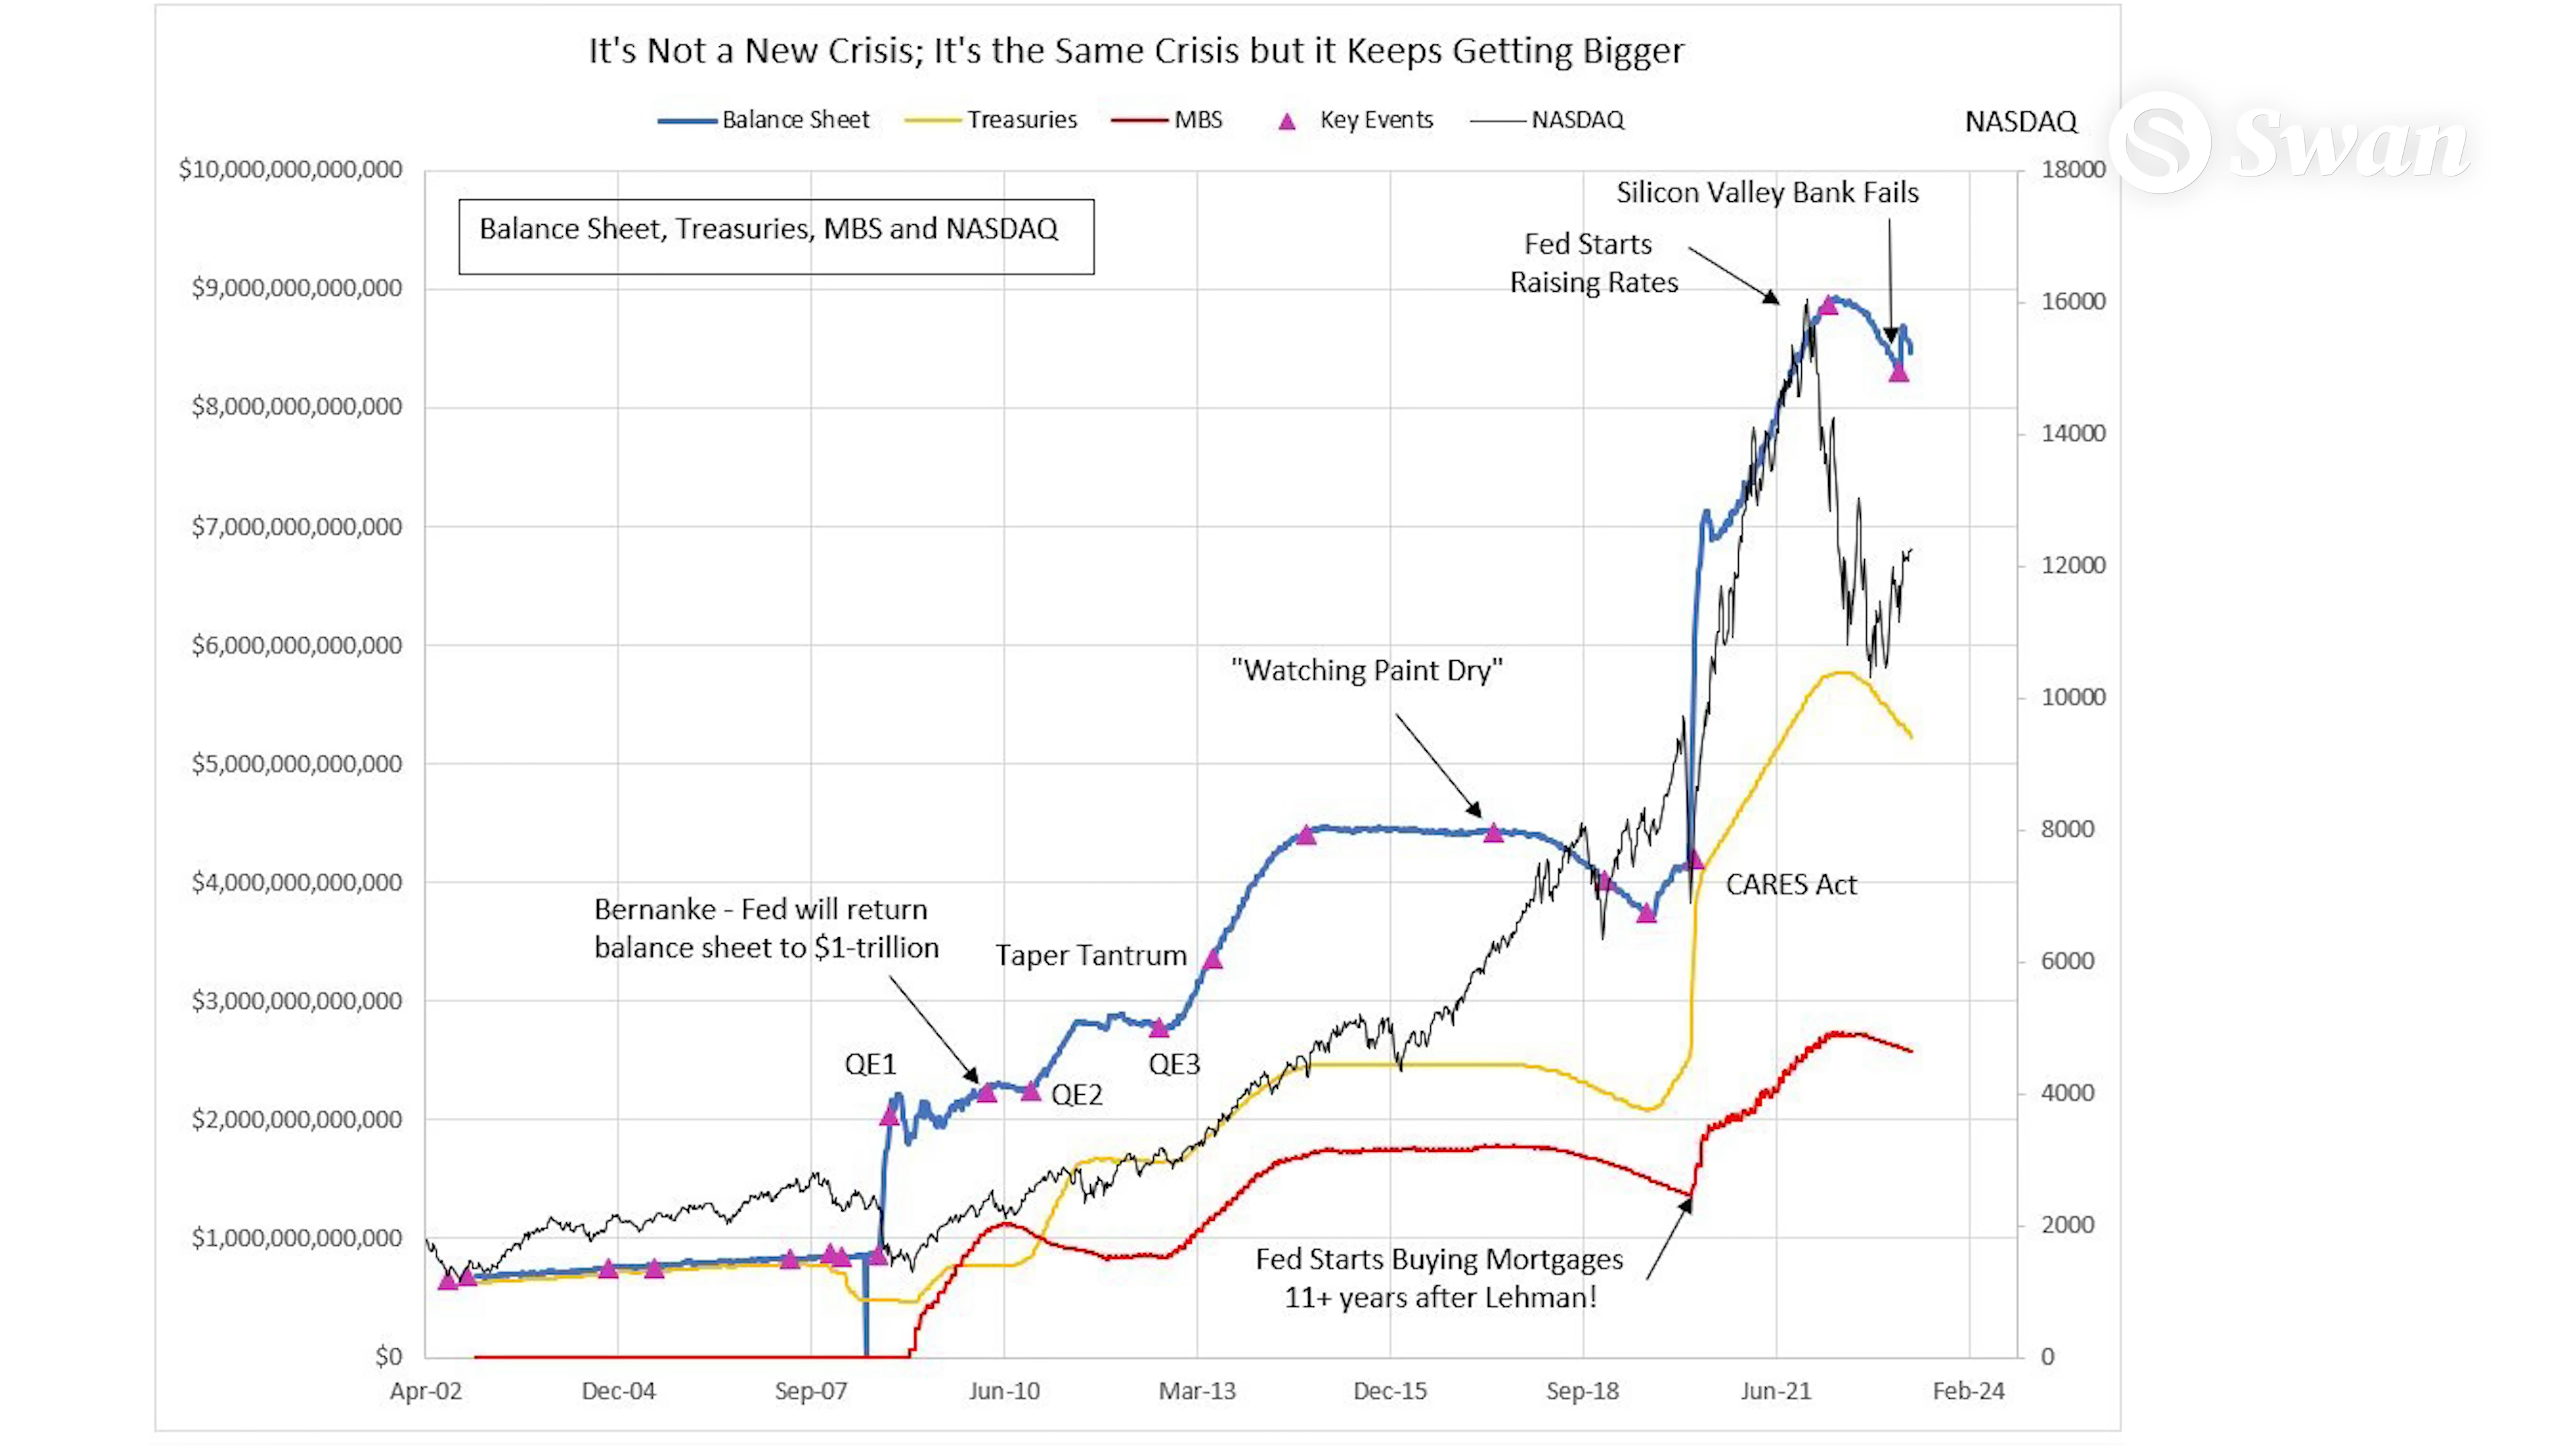 It's Not a New Crisis; It's the Same Crisis but it Keeps Getting Bigger
Balance Sheet Treasuries MBS Key Events NASDAQ
NASDAQ
Swan
$10,000,000,000,000
$9,000,000,000,000
$8,000,000,000,000
$7,000,000,000,000
$6,000,000,000,000
$5,000,000,000,000
$4,000,000,000,000
$3,000,000,000,000
$2,000,000,000,000
$1,000,000,000,000
$0
Balance Sheet, Treasuries, MBS and NASDAQ
Silicon Valley Bank Fails
Fed Starts
Raising Rates
"Watching Paint Dry"
CARES Act
Bernanke - Fed will return
balance sheet to $1-trillion
Taper Tantrum
QE1
QE3
QE2
Fed Starts Buying Mortgages
11+ years after Lehman!
18000
16000
14000
12000
10000
8000
6000
4000
2000
0
Apr-02 Dec-04 Sep-07 Jun-10 Mar-13 Dec-15 Sep-18 Jun-21 Feb-24